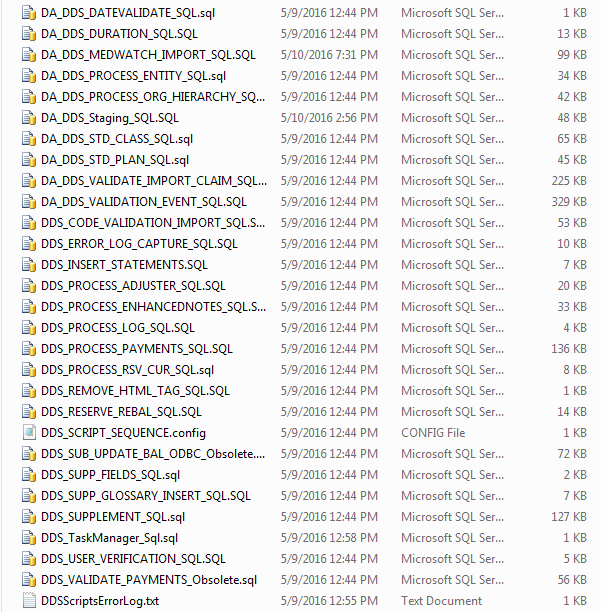 DA_DDS_DATEVALIDATE_SQL.sql 5/9/2016 12:44 PM Microsoft SQL Ser... 1 KB
DA_DDS_DURATION_SQL.SQL 5/9/2016 12:44 PM Microsoft SQL Ser... 13 KB
DA_DDS_MEDWATCH_IMPORT_SQL.SQL 5/10/2016 7:31 PM Microsoft SQL Ser... 99 KB
DA_DDS_PROCESS_ENTITY_SQL.sql 5/9/2016 12:44 PM Microsoft SQL Ser... 34 KB
DA_DDS_PROCESS_ORG_HIERARCHY_SQ... 5/9/2016 12:44 PM Microsoft SQL Ser... 42 KB
DA_DDS_Staging_SQL.SQL 5/10/2016 2:56 PM Microsoft SQL Ser... 48 KB
DA_DDS_STD_CLASS_SQL.sql 5/9/2016 12:44 PM Microsoft SQL Ser... 65 KB
DA_DDS_STD_PLAN_SQL.sql 5/9/2016 12:44 PM Microsoft SQL Ser... 45 KB
DA_DDS_VALIDATE_IMPORT_CLAIM_SQL... 5/9/2016 12:44 PM Microsoft SQL Ser... 225 KB
DA_DDS_VALIDATION_EVENT_SQL.SQL 5/9/2016 12:44 PM Microsoft SQL Ser... 329 KB
DDS_CODE_VALIDATION_IMPORT_SQL.S... 5/9/2016 12:44 PM Microsoft SQL Ser... 53 KB
DDS_ERROR_LOG_CAPTURE_SQL.SQL 5/9/2016 12:44 PM Microsoft SQL Ser... 10 KB
DDS_INSERT_STATEMENTS.SQL 5/9/2016 12:44 PM Microsoft SQL Ser... 7 KB
DDS_PROCESS_ADJUSTER_SQL.SQL 5/9/2016 12:44 PM Microsoft SQL Ser... 20 KB
DDS_PROCESS_ENHANCEDNOTES_SQL.S... 5/9/2016 12:44 PM Microsoft SQL Ser... 33 KB
DDS_PROCESS_LOG_SQL.SQL 5/9/2016 12:44 PM Microsoft SQL Ser... 4 KB
DDS_PROCESS_PAYMENTS_SQL.SQL 5/9/2016 12:44 PM Microsoft SQL Ser... 136 KB
DDS_PROCESS_RSV_CUR_SQL.sql 5/9/2016 12:44 PM Microsoft SQL Ser... 8 KB
DDS_REMOVE_HTML_TAG_SQL.SQL 5/9/2016 12:44 PM Microsoft SQL Ser... 1 KB
DDS_RESERVE_REBAL_SQL.SQL 5/9/2016 12:44 PM Microsoft SQL Ser... 14 KB
DDS_SCRIPT_SEQUENCE.config 5/9/2016 12:44 PM CONFIG File 1 KB
DDS_SUB_UPDATE_BAL_ODBC_Obsolete.... 5/9/2016 12:44 PM Microsoft SQL Ser... 72 KB
DDS_SUPP_FIELDS_SQL.sql 5/9/2016 12:44 PM Microsoft SQL Ser... 2 KB
DDS_SUPP_GLOSSARY_INSERT_SQL.SQL 5/9/2016 12:44 PM Microsoft SQL Ser... 7 KB
DDS_SUPPLEMENT_SQL.sql 5/9/2016 12:44 PM Microsoft SQL Ser... 127 KB
DDS_TaskManager_Sql.sql 5/9/2016 12:58 PM Microsoft SQL Ser... 1 KB
DDS_USER_VERIFICATION_SQL.SQL 5/9/2016 12:44 PM Microsoft SQL Ser... 5 KB
DDS_VALIDATE_PAYMENTS_Obsolete.sql 5/9/2016 12:44 PM Microsoft SQL Ser... 56 KB
DDSScriptsErrorLog.txt 5/9/2016 12:55 PM Text Document 1 KB